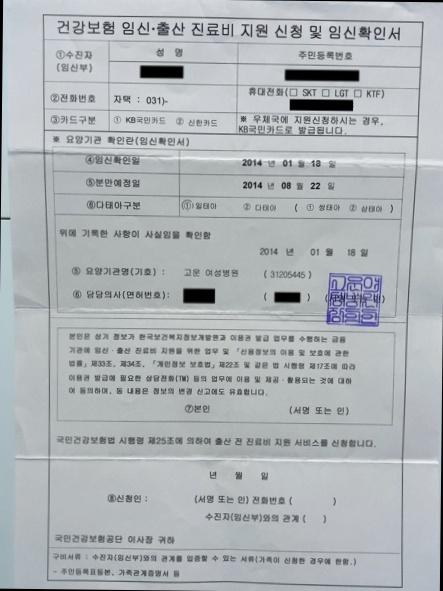 건강보험 임신·출산 진료비 지원 신청 및 임신확인서
①수진자 (임신부)
성 명
주민등록번호
②전화번호
자택 : 031)-
휴대전화(□ SKT □ LGT □ KTF)
③카드구분
① KB국민카드 ② 신한카드
※ 우체국에 지원신청하시는 경우, KB국민카드로 발급됩니다.
※ 요양기관 확인란(임신확인서)
④임신확인일
2014 년 01 월 18 일
⑤분만예정일
2014 년 08 월 22 일
⑥다태아구분
① 일태아 ② 다태아 ( ① 쌍태아 ② 삼태아 )
위에 기록한 사항이 사실임을 확인함
2014 년 01 월 18 일
⑤ 요양기관명(기호) : 고운 여성병원 ( 31205445 )
⑥ 담당의사(면허번호) : ( )
본인은 상기 정보가 한국보건복지정보개발원과 이용권 발급 업무를 수행하는 금융
기관에 임신·출산 진료비 지원을 위한 업무 및 「신용정보의 이용 및 보호에 관한
법률」제33조, 제34조, 「개인정보 보호법」제22조 및 같은 법 시행령 제17조에 따라
이용권 발급에 필요한 상담전화(TM) 등의 업무에 이용 및 제공·활용되는 것에 대하
여 동의하며, 동 내용은 정보의 변경 신고에도 유효합니다.
⑦본인 (서명 또는 인)
국민건강보험법 시행령 제25조에 의하여 출산 전 진료비 지원 서비스를 신청합니다.
년 월 일
⑧신청인 : (서명 또는 인) 전화번호 ( )
수진자(임신부)와의 관계 ( )
국민건강보험공단 이사장 귀하
구비서류 : 수진자(임신부)와의 관계를 입증할 수 있는 서류(가족이 신청한 경우에 한함.)
- 주민등록표등본, 가족관계증명서 등